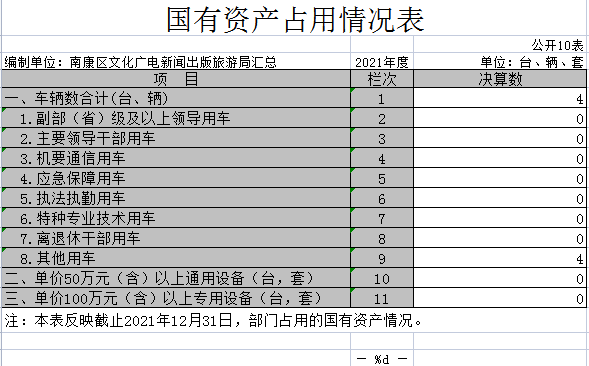 国有资产占用情况表
公开10表
编制单位：南康区文化广电新闻出版旅游局汇总 2021年度 单位：台、辆、套
项 目 栏次 决算数
一、车辆数合计(台、辆) 1 4
1.副部（省）级及以上领导用车 2 0
2.主要领导干部用车 3 0
3.机要通信用车 4 0
4.应急保障用车 5 0
5.执法执勤用车 6 0
6.特种专业技术用车 7 0
7.离退休干部用车 8 0
8.其他用车 9 4
二、单价50万元（含）以上通用设备（台，套） 10 0
三、单价100万元（含）以上专用设备（台，套） 11 0
注：本表反映截止2021年12月31日，部门占用的国有资产情况。
— %d —